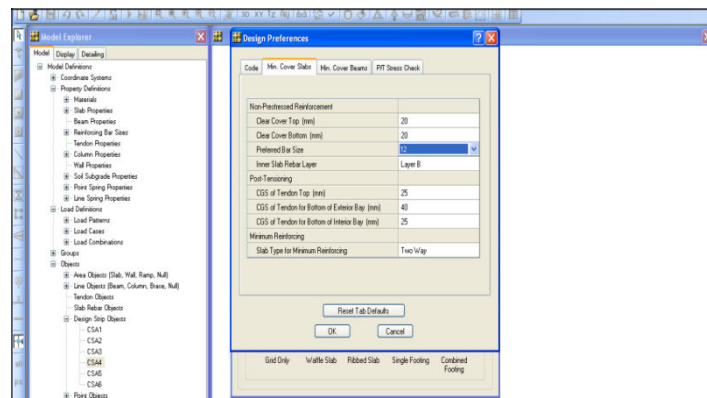 3D XY
Model Explorer
Model Display Detailing
Model Definitions
Coordinate Systems
Property Definitions
Materials
Slab Properties
Beam Properties
Reinforcing Bar Sizes
Tendon Properties
Column Properties
Wall Properties
Soil Subgrade Properties
Point Spring Properties
Line Spring Properties
Load Definitions
Load Patterns
Load Cases
Load Combinations
Groups
Objects
Area Objects (Slab, Wall, Ramp, Null)
Line Objects (Beam, Column, Brace, Null)
Tendon Objects
Slab Rebar Objects
Design Strip Objects
CSA1
CSA2
CSA3
CSA4
CSA5
CSA6
Point Objects
Design Preferences
Code Min. Cover Slabs Min. Cover Beams P/T Stress Check
Non-Prestressed Reinforcement
Clear Cover Top (mm) 20
Clear Cover Bottom (mm) 20
Preferred Bar Size 12
Inner Slab Rebar Layer Layer B
Post-Tensioning
CGS of Tendon Top (mm) 25
CGS of Tendon for Bottom of Exterior Bay (mm) 40
CGS of Tendon for Bottom of Interior Bay (mm) 25
Minimum Reinforcing
Slab Type for Minimum Reinforcing Two Way
Reset Tab Defaults
OK Cancel
Grid Only Waffle Slab Ribbed Slab Single Footing Combined
Footing